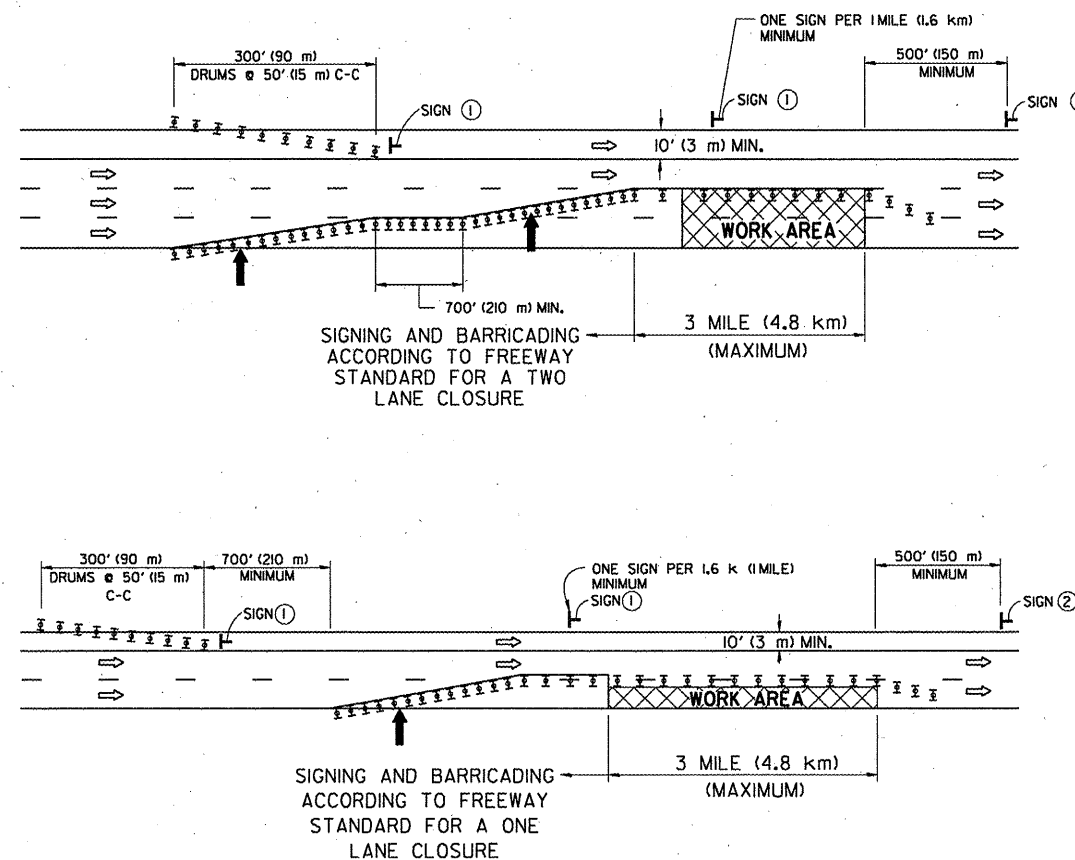 ONE SIGN PER 1 MILE (1.6 km)
MINIMUM
300' (90 m)
DRUMS @ 50' (15 m) C-C
500' (150 m)
MINIMUM
SIGN ①
SIGN ①
SIGN
10' (3 m) MIN.
WORK AREA
700' (210 m) MIN.
SIGNING AND BARRICADING
ACCORDING TO FREEWAY
STANDARD FOR A TWO
LANE CLOSURE
3 MILE (4.8 km)
(MAXIMUM)
300' (90 m)
DRUMS @ 50' (15 m)
C-C
700' (210 m)
MINIMUM
ONE SIGN PER 1.6 k (1 MILE)
MINIMUM
500' (150 m)
MINIMUM
SIGN ①
SIGN ①
SIGN ②
10' (3 m) MIN.
WORK AREA
SIGNING AND BARRICADING
ACCORDING TO FREEWAY
STANDARD FOR A ONE
LANE CLOSURE
3 MILE (4.8 km)
(MAXIMUM)